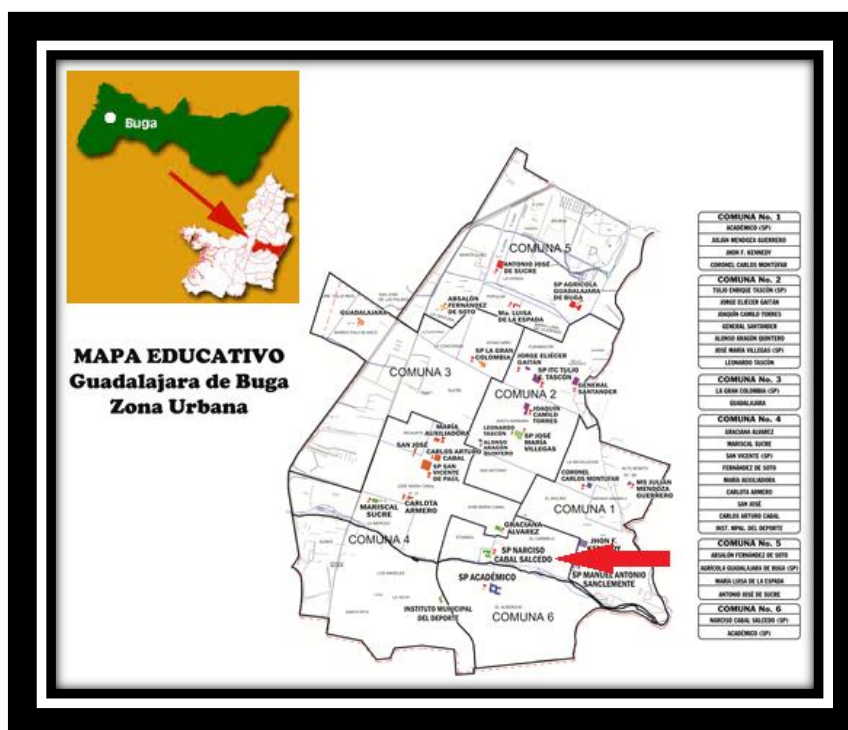 Buga
MAPA EDUCATIVO
Guadalajara de Buga
Zona Urbana
COMUNA 5
ANTONIO JOSÉ
DE SUCRE
SP AGRÍCOLA
GUADALAJARA
DE BUGA
ABSALÓN
FERNÁNDEZ
DE SOTO
Ma. LUISA
DE LA ESPADA
GUADALAJARA
COMUNA 3
SP LA GRAN
COLOMBIA
JORGE ELIÉCER
GAITÁN
SP ITC TULIO
E. TASCÓN
GENERAL
SANTANDER
COMUNA 2
JOAQUÍN
CAMILO
TORRES
LEONARDO
TASCÓN
ALONSO
ARAGÓN
QUINTERO
SP JOSÉ
MARÍA
VILLEGAS
MARÍA
AUXILIADORA
SAN JOSÉ
CARLOS ARTURO
CABAL
SP SAN
VICENTE
DE PAÚL
CORONEL
CARLOS
MONTÚFAR
MS JULIÁN
MENDOZA
GUERRERO
MARISCAL
SUCRE
CARLOTA
ARMERO
COMUNA 1
GRACIANA
ALVAREZ
COMUNA 4
JHON F.
SP NARCISO
CABAL SALCEDO
SP MANUEL ANTONIO
SANCLEMENTE
SP ACADÉMICO
INSTITUTO MUNICIPAL
DEL DEPORTE
COMUNA 6
COMUNA No. 1
ACADÉMICO (SP)
JULIÁN MENDOZA GUERRERO
JHON F. KENNEDY
CORONEL CARLOS MONTÚFAR
COMUNA No. 2
TULIO ENRIQUE TASCÓN (SP)
JORGE ELIÉCER GAITÁN
JOAQUÍN CAMILO TORRES
GENERAL SANTANDER
ALONSO ARAGÓN QUINTERO
JOSÉ MARÍA VILLEGAS (SP)
LEONARDO TASCÓN
COMUNA No. 3
LA GRAN COLOMBIA (SP)
GUADALAJARA
COMUNA No. 4
GRACIANA ALVAREZ
MARISCAL SUCRE
SAN VICENTE (SP)
FERNÁNDEZ DE SOTO
MARÍA AUXILIADORA
CARLOTA ARMERO
SAN JOSÉ
CARLOS ARTURO CABAL
INST. MPAL. DEL DEPORTE
COMUNA No. 5
ABSALÓN FERNÁNDEZ DE SOTO
AGRÍCOLA GUADALAJARA DE BUGA (SP)
MARÍA LUISA DE LA ESPADA
ANTONIO JOSÉ DE SUCRE
COMUNA No. 6
NARCISO CABAL SALCEDO (SP)
ACADÉMICO (SP)